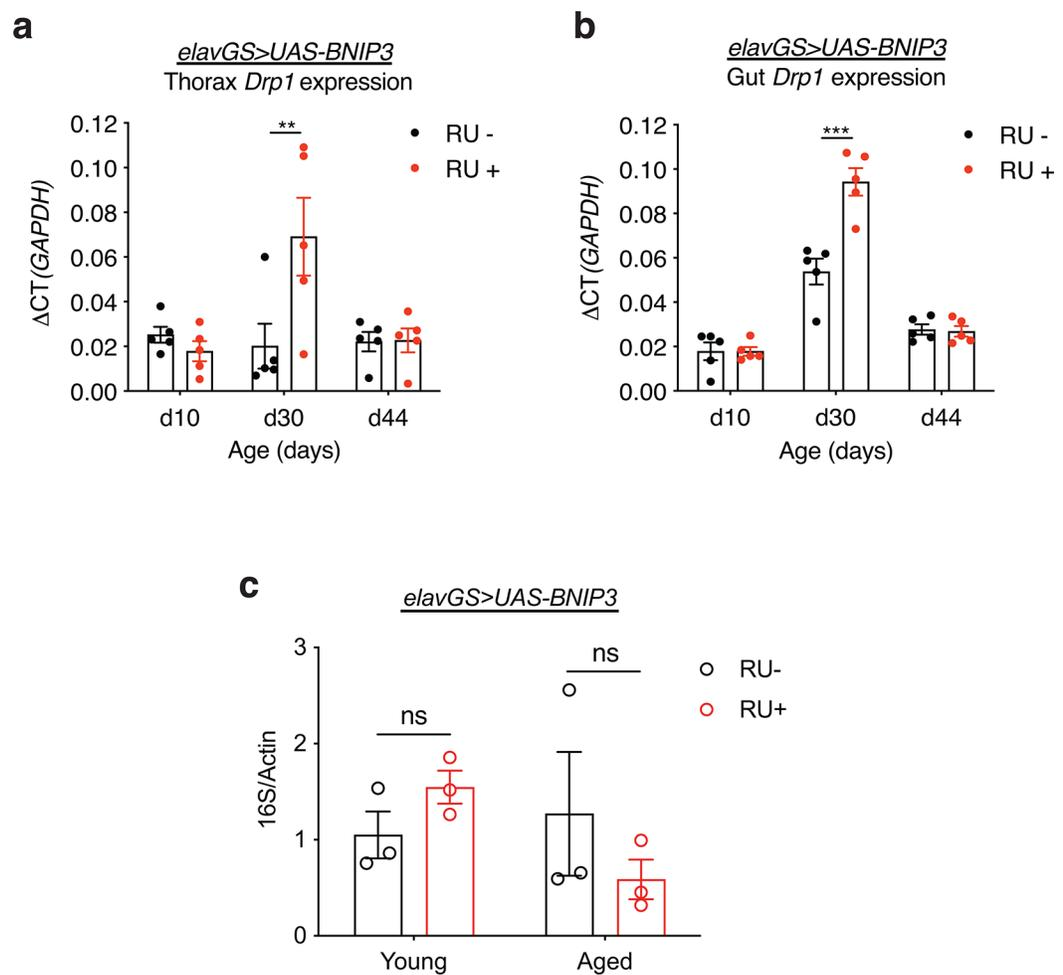 a
elavGS>UAS-BNIP3
Thorax Drp1 expression
ΔCT(GAPDH)
0.12
0.10
0.08
0.06
0.04
0.02
0.00
**
RU -
RU +
d10 d30 d44
Age (days)
b
elavGS>UAS-BNIP3
Gut Drp1 expression
ΔCT(GAPDH)
0.12
0.10
0.08
0.06
0.04
0.02
0.00
***
RU -
RU +
d10 d30 d44
Age (days)
c
elavGS>UAS-BNIP3
16S/Actin
3
2
1
0
ns
ns
RU-
RU+
Young Aged